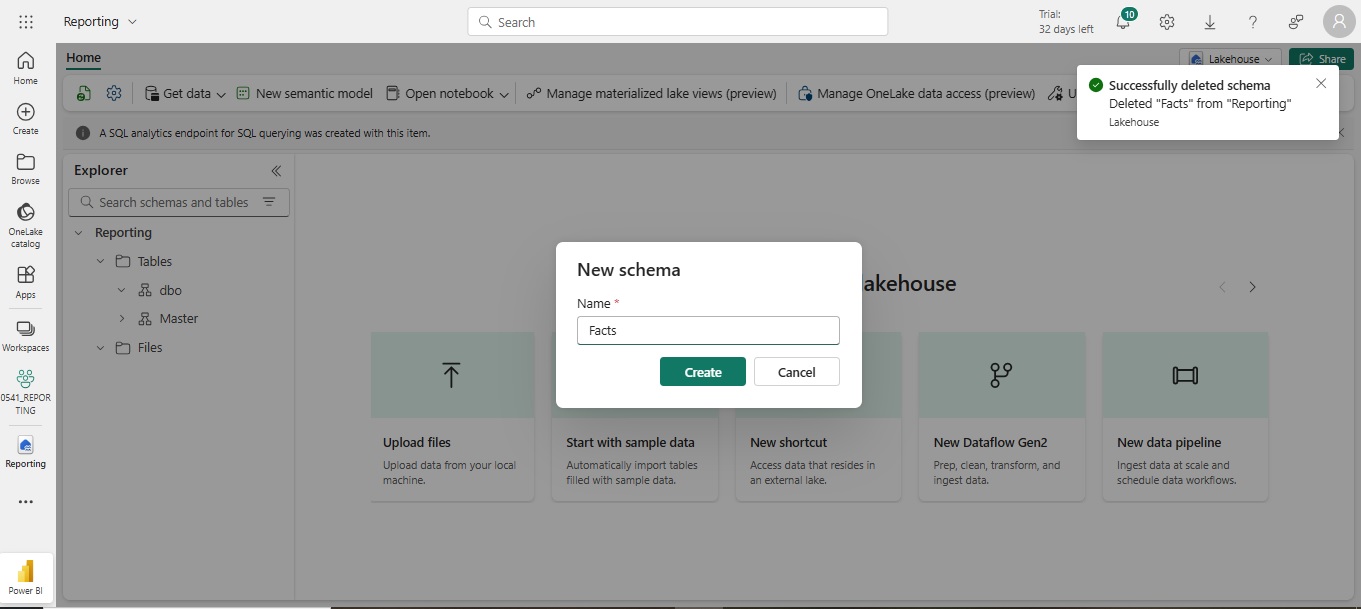 Reporting
Search
Trial:
32 days left
10
Home
Create
Browse
OneLake
catalog
Apps
Workspaces
0541_REPOR
TING
Reporting
Power BI
Home
Lakehouse
Share
Get data
New semantic model
Open notebook
Manage materialized lake views (preview)
Manage OneLake data access (preview)
U
Successfully deleted schema
Deleted "Facts" from "Reporting"
Lakehouse
A SQL analytics endpoint for SQL querying was created with this item.
Explorer
Search schemas and tables
Reporting
Tables
dbo
Master
Files
akehouse
New schema
Name *
Facts
Create
Cancel
Upload files
Upload data from your local
machine.
Start with sample data
Automatically import tables
filled with sample data.
New shortcut
Access data that resides in
an external lake.
New Dataflow Gen2
Prep, clean, transform, and
ingest data.
New data pipeline
Ingest data at scale and
schedule data workflows.